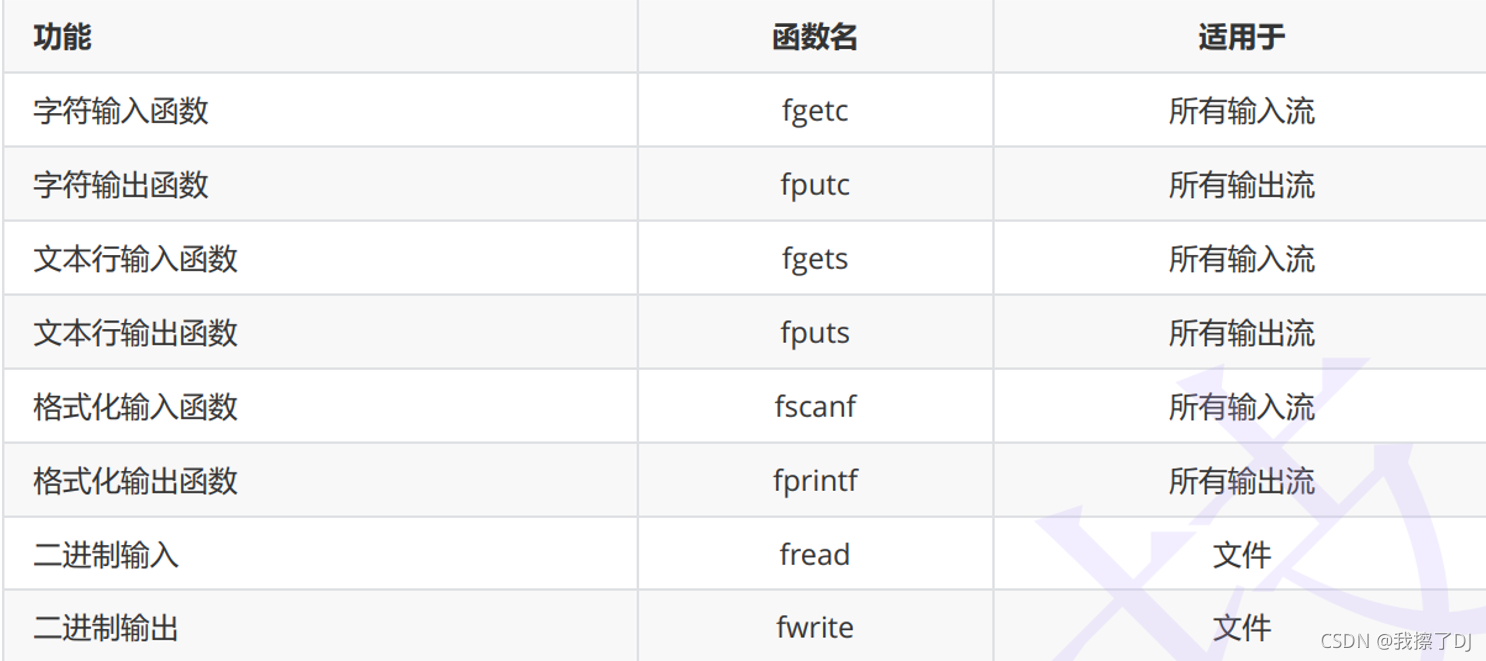 功能 函数名 适用于
字符输入函数 fgetc 所有输入流
字符输出函数 fputc 所有输出流
文本行输入函数 fgets 所有输入流
文本行输出函数 fputs 所有输出流
格式化输入函数 fscanf 所有输入流
格式化输出函数 fprintf 所有输出流
二进制输入 fread 文件
二进制输出 fwrite 文件
CSDN @我擦了DJ